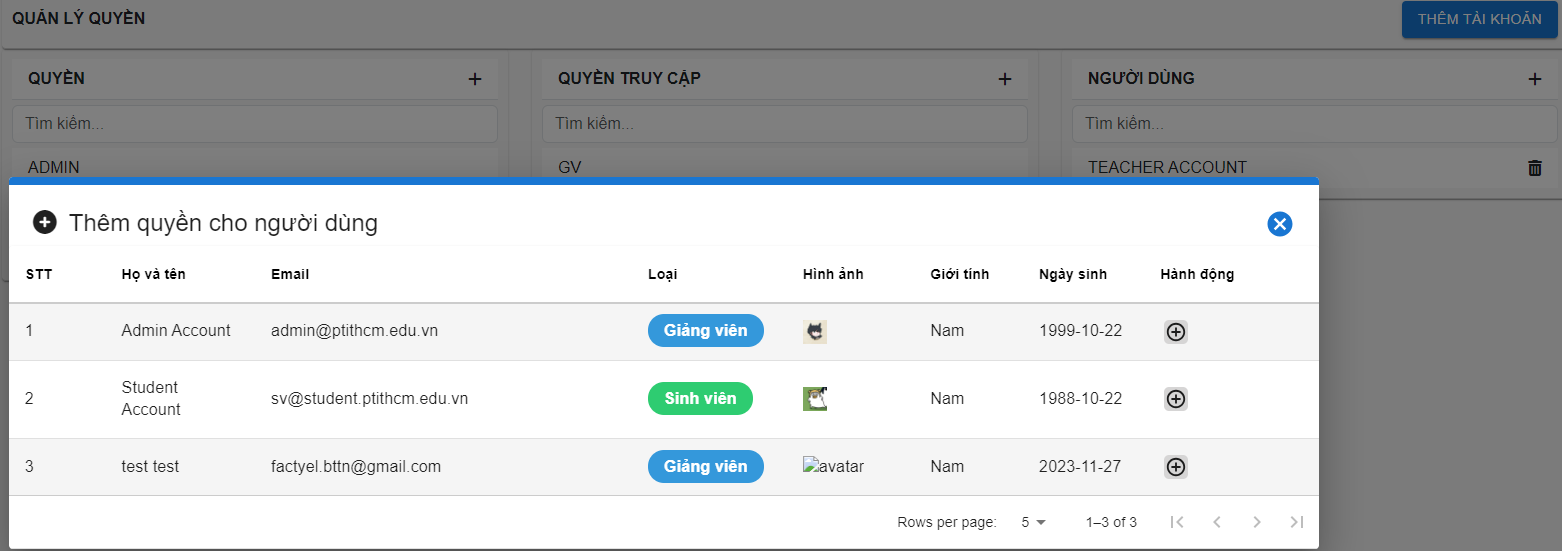 QUẢN LÝ QUYỀN
THÊM TÀI KHOẢN
QUYỀN
QUYỀN TRUY CẬP
NGƯỜI DÙNG
Tìm kiếm...
Tìm kiếm...
Tìm kiếm...
ADMIN
GV
TEACHER ACCOUNT
Thêm quyền cho người dùng
STT Họ và tên Email Loại Hình ảnh Giới tính Ngày sinh Hành động
1 Admin Account admin@ptithcm.edu.vn Giảng viên Nam 1999-10-22
2 Student Account sv@student.ptithcm.edu.vn Sinh viên Nam 1988-10-22
3 test test factyel.bttn@gmail.com Giảng viên avatar Nam 2023-11-27
Rows per page: 5 1–3 of 3